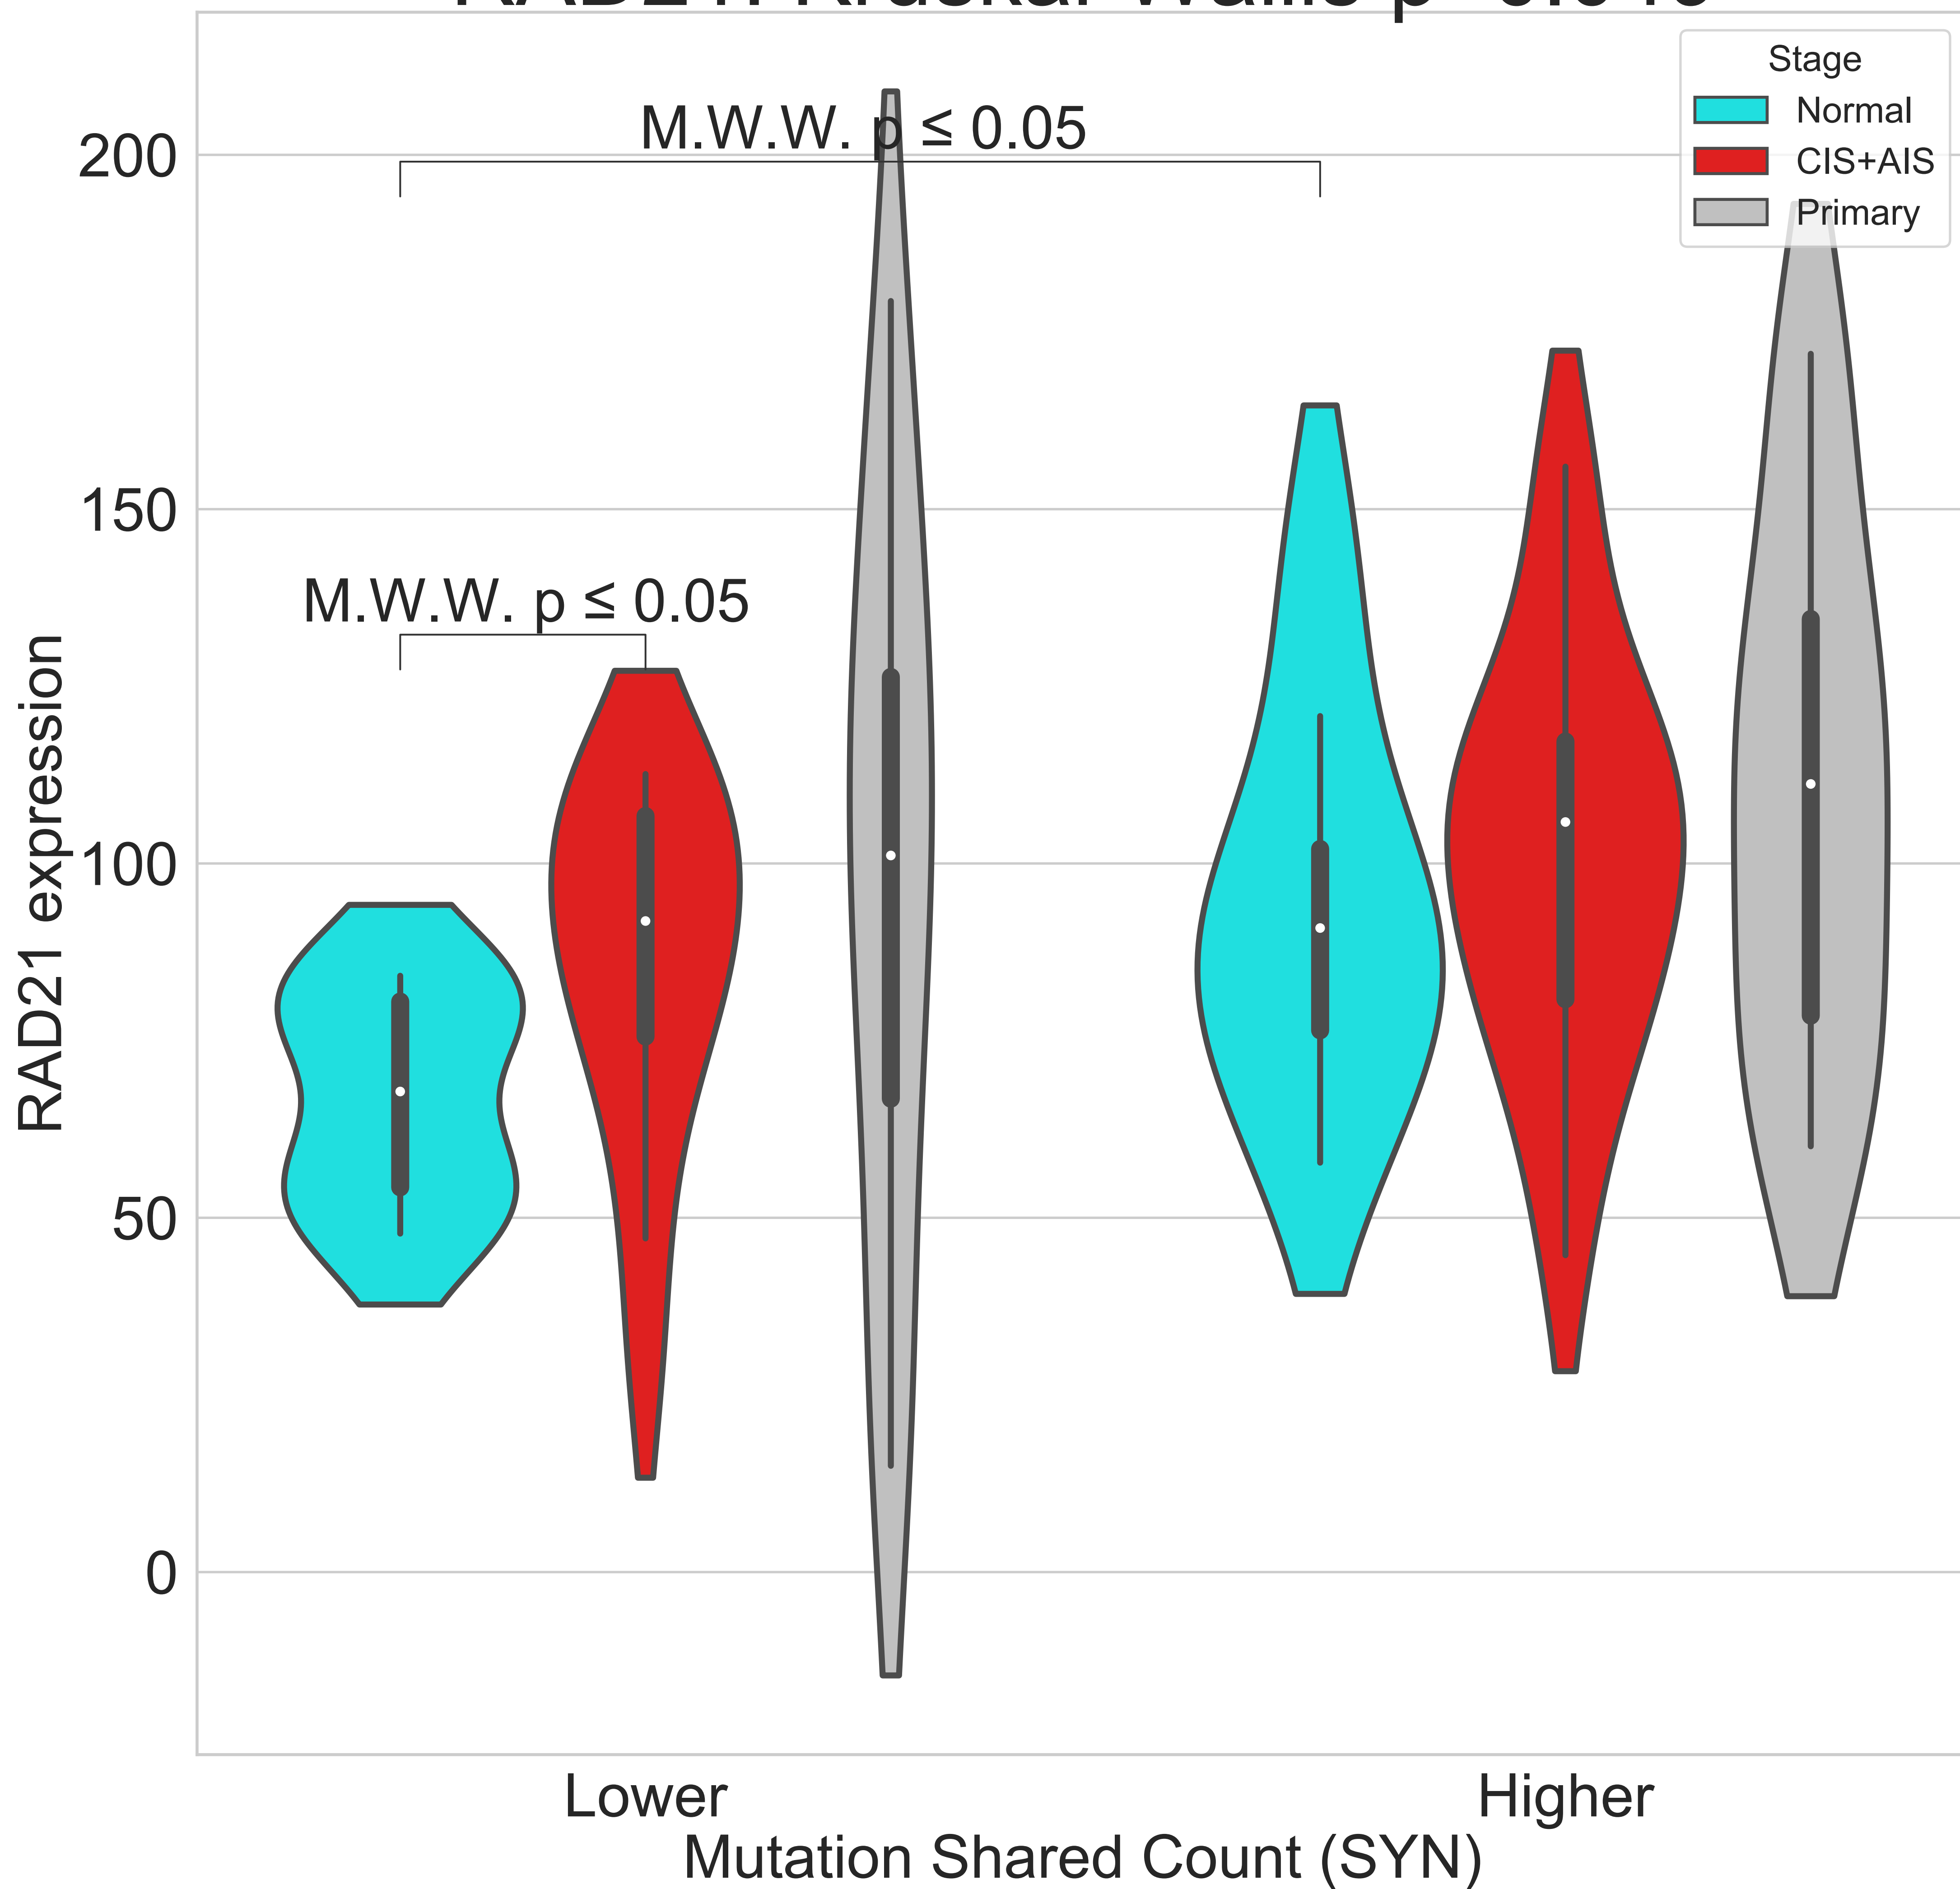 Stage
Normal
CIS+AIS
Primary
M.W.W. p ≤ 0.05
M.W.W. p ≤ 0.05
200
150
100
50
0
RAD21 expression
Lower
Higher
Mutation Shared Count (SYN)